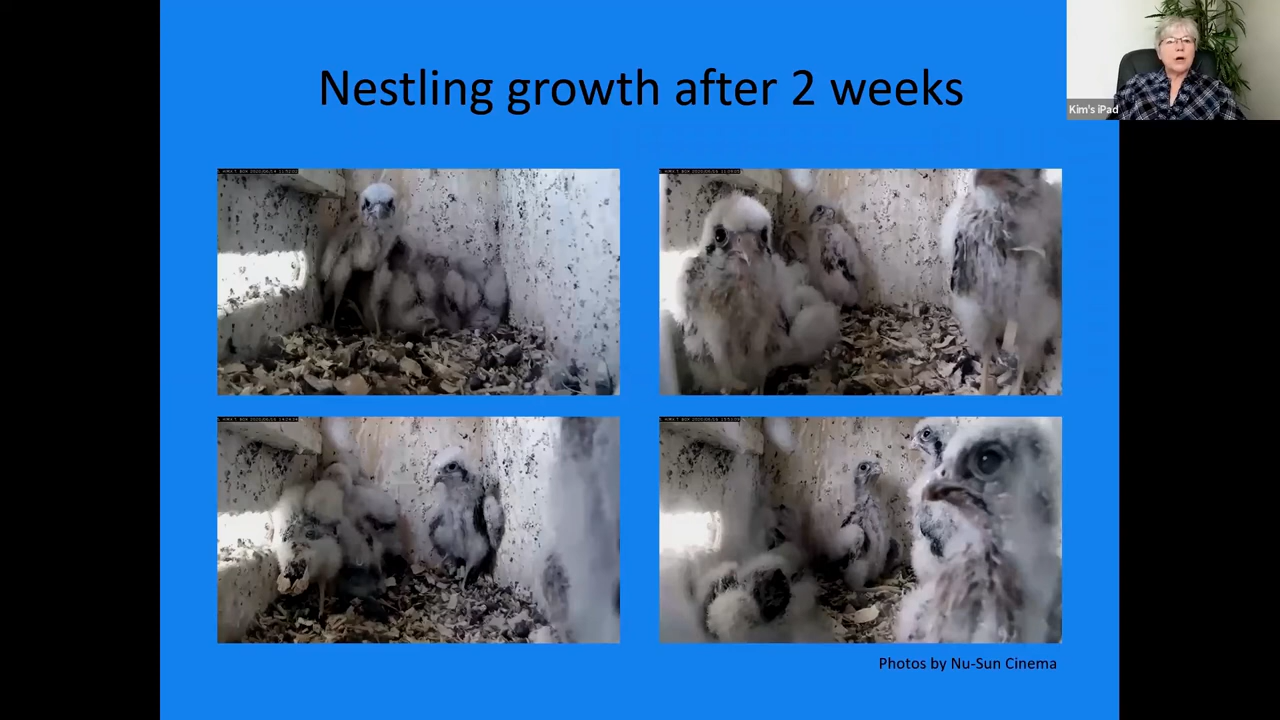 Nestling growth after 2 weeks
Kim's iPad
Photos by Nu-Sun Cinema